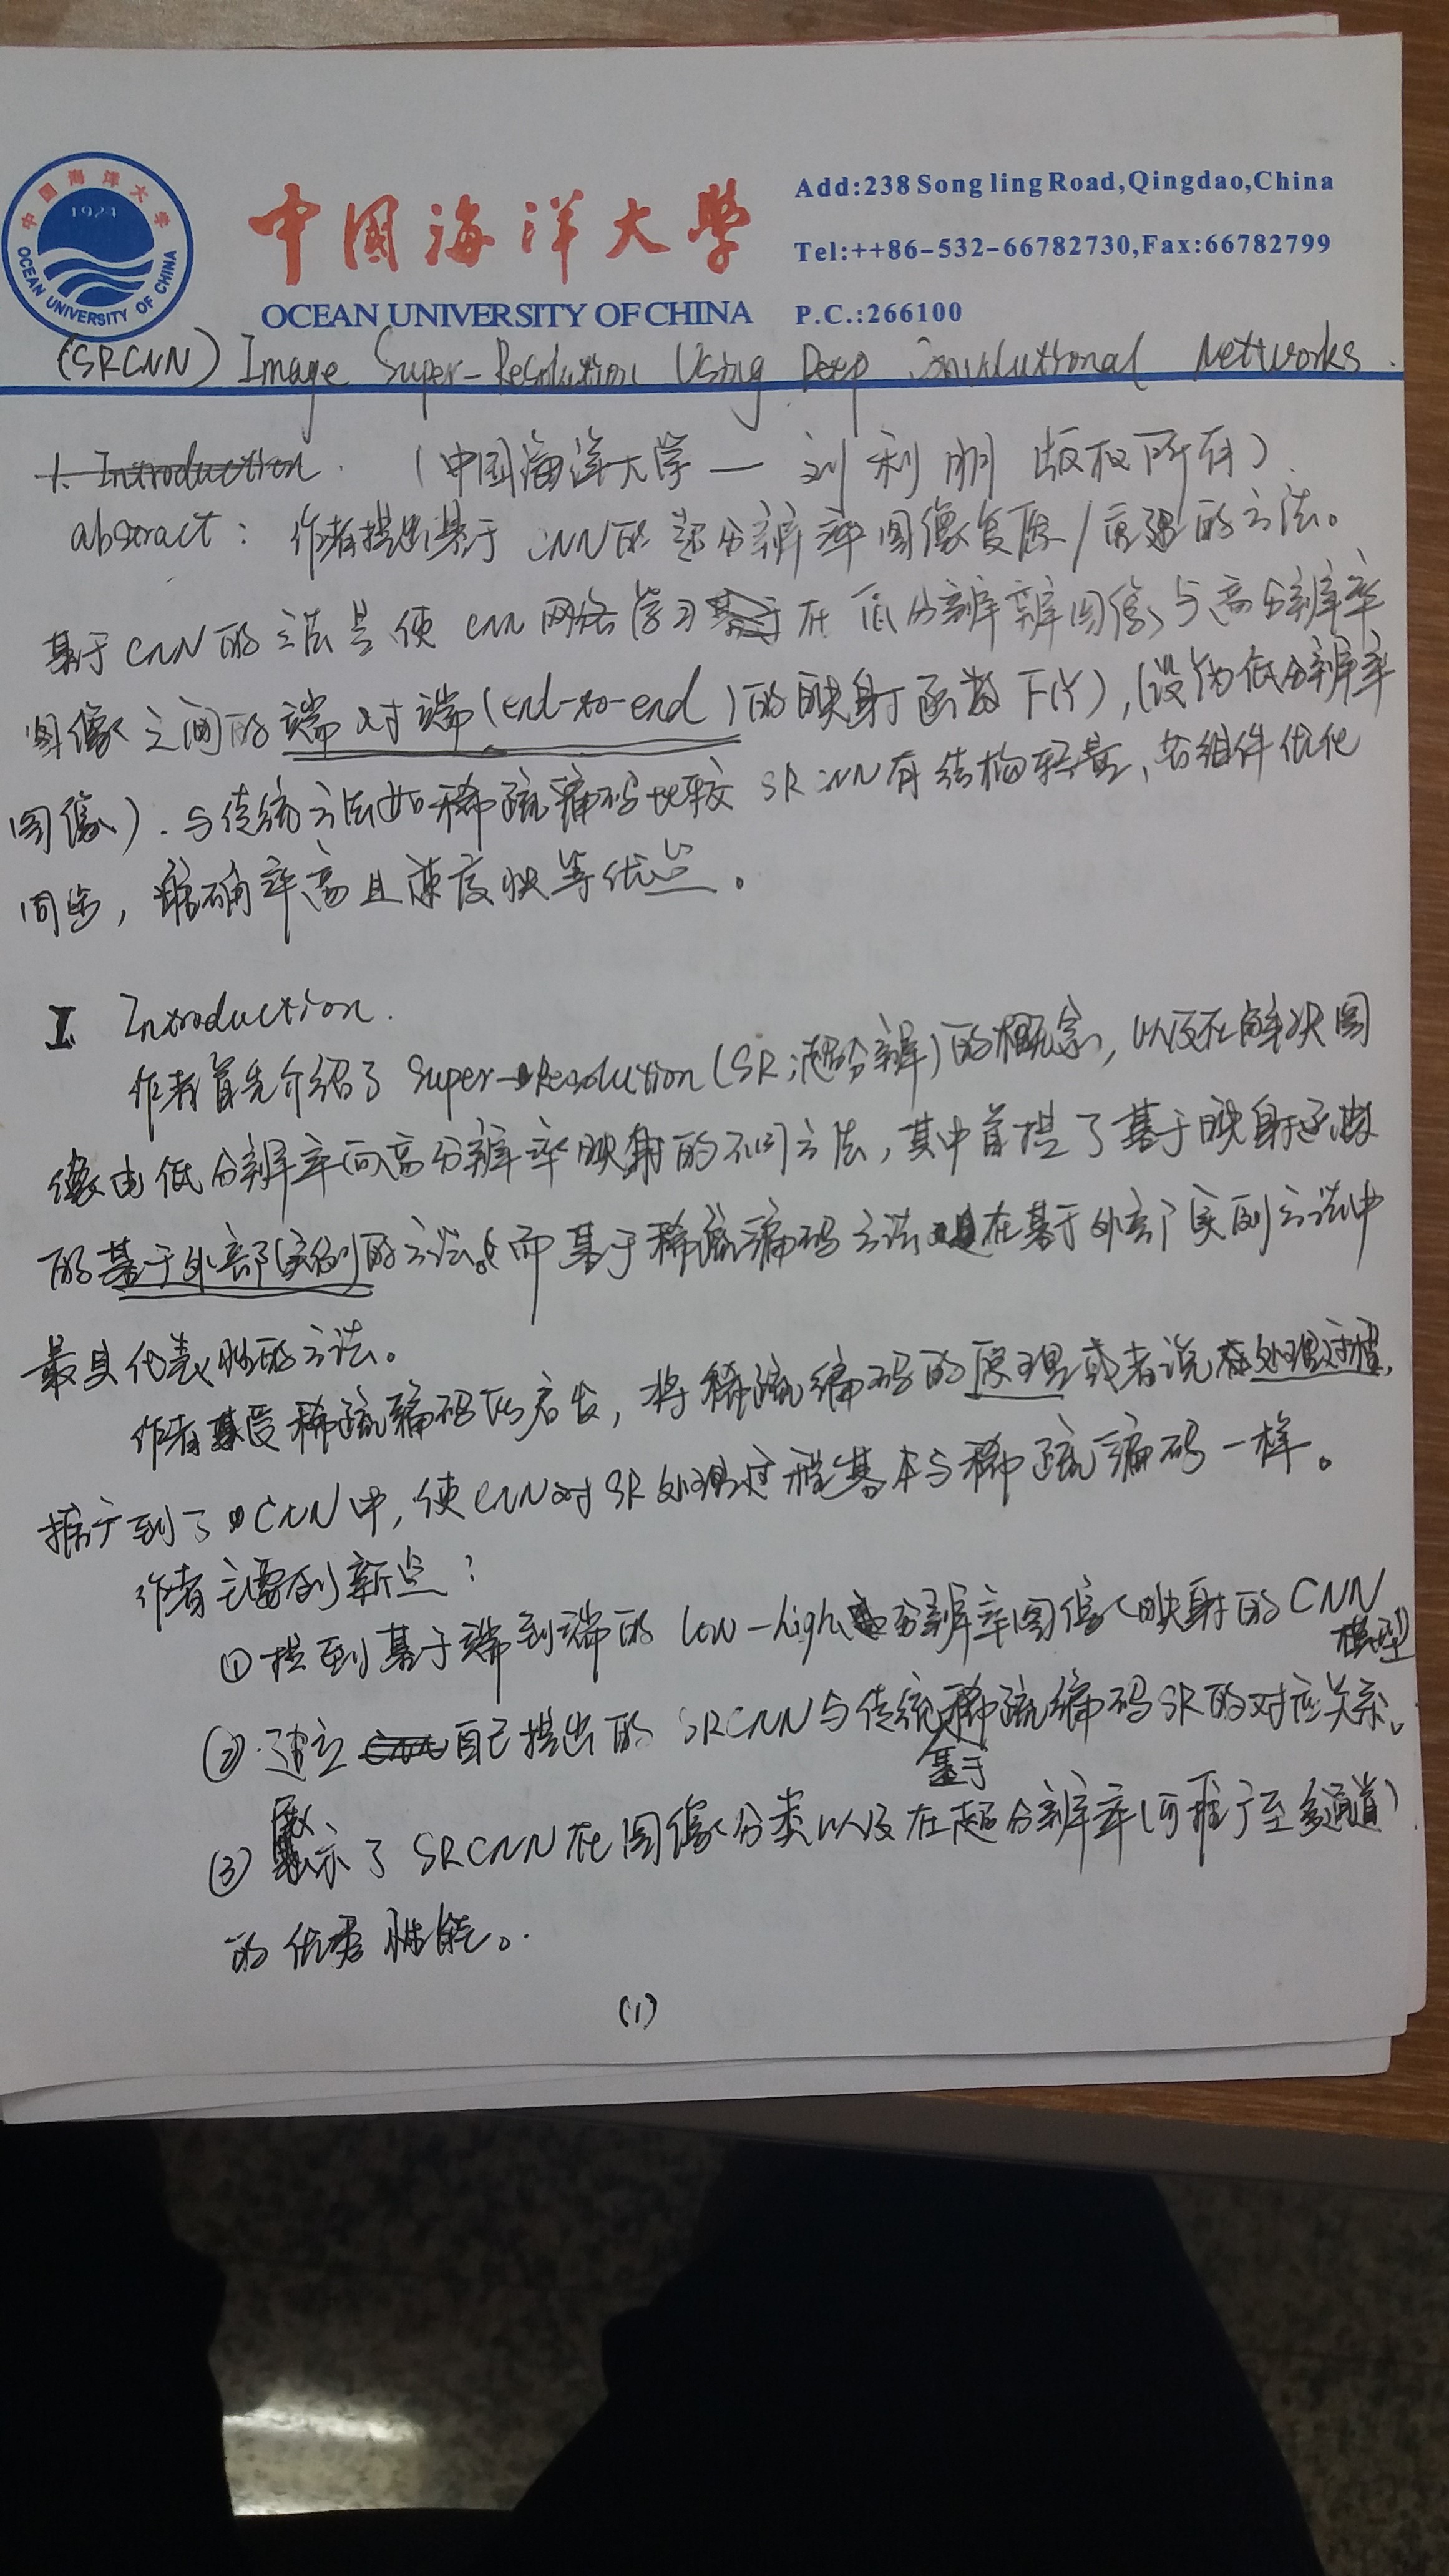 中国海洋大学
1924
OCEAN UNIVERSITY OF CHINA
中國海洋大學
OCEAN UNIVERSITY OF CHINA
Add:238 Song ling Road,Qingdao,China
Tel:++86-532-66782730,Fax:66782799
P.C.:266100
(SRCNN) Image Super-Resolution Using Deep Convolutional Networks.
1. Introduction. (中国海洋大学—刘利朋 版权所有).
abstract: 作者提出基于CNN的超分辨率图像复原/重建的方法。
基于CNN的方法是使cnn网络学习在低分辨辨图像与高分辨率
图像之间的端对端(end-to-end)的映射函数F(Y), (设Y为低分辨率
图像). 与传统方法如稀疏编码比较SRCNN有结构轻量、各组件优化
同步, 准确率高且速度快等优点。
I. Introduction.
作者首先介绍了Super-Resolution(SR:超分辨)的概念, 以及在解决图
像由低分辨率向高分辨率映射的不同方法, 其中首提了基于映射函数
的基于外部实例的方法。而基于稀疏编码方法是在基于外部实例方法中
最具代表性的方法。
作者受稀疏编码所启发, 将稀疏编码的原理或者说处理过程,
推广到了CNN中, 使CNN对SR处理过程基本与稀疏编码一样。
作者主要创新点:
①提到基于端到端的low-high分辨率图像映射的CNN
模型
②建立自己提出的SRCNN与传统基于稀疏编码SR的对应关系。
③展示了SRCNN在图像分类以及在超分辨率(可推广至多通道)
的优秀性能。
(1)